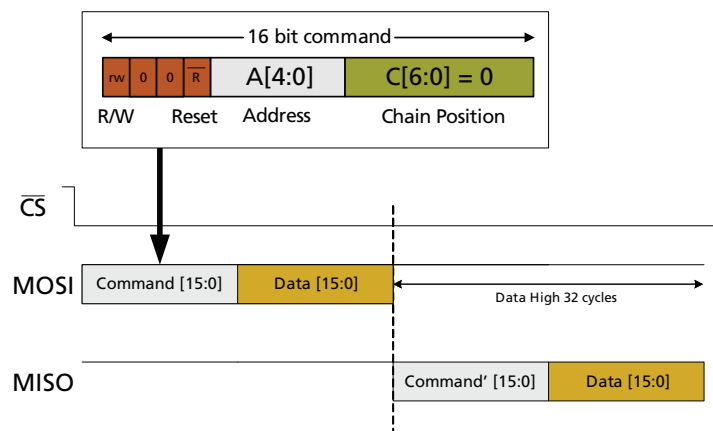 16 bit command
rw 0 0 R̅ A[4:0] C[6:0] = 0
R/W Reset Address Chain Position
C̅S̅
MOSI Command [15:0] Data [15:0] Data High 32 cycles
MISO Command' [15:0] Data [15:0]